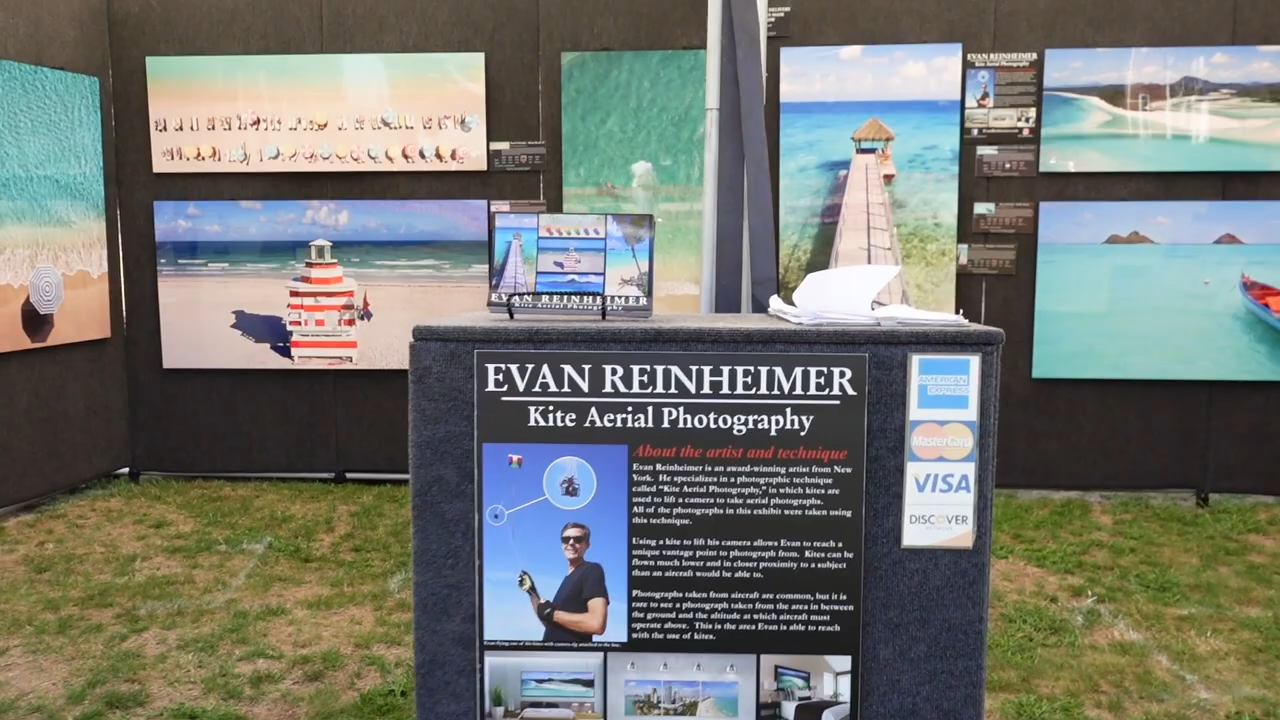 EVAN REINHEIMER
Kite Aerial Photography
EVAN REINHEIMER
Kite Aerial Photography
EVAN REINHEIMER
Kite Aerial Photography
About the artist and technique
Evan Reinheimer is an award-winning artist from New
York. He specializes in a photographic technique
called "Kite Aerial Photography," in which kites are
used to lift a camera to take aerial photographs.
All of the photographs in this exhibit were taken using
this technique.
Using a kite to lift his camera allows Evan to reach a
unique vantage point to photograph from. Kites can be
flown much lower and in closer proximity to a subject
than an aircraft would be able to.
Photographs taken from aircraft are common, but it is
rare to see a photograph taken from the area in between
the ground and the altitude at which aircraft must
operate above. This is the area Evan is able to reach
with the use of kites.
AMERICAN
EXPRESS
MasterCard
VISA
DISCOVER